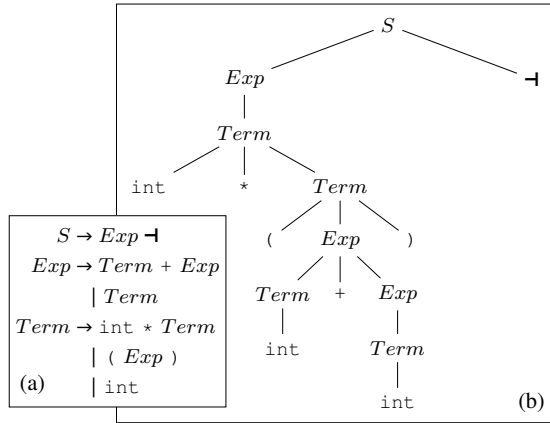 S
Exp ⊣
Term
int * Term
( Exp )
Term + Exp
int Term
int
(b)
S → Exp ⊣
Exp → Term + Exp
| Term
Term → int * Term
| ( Exp )
(a) | int